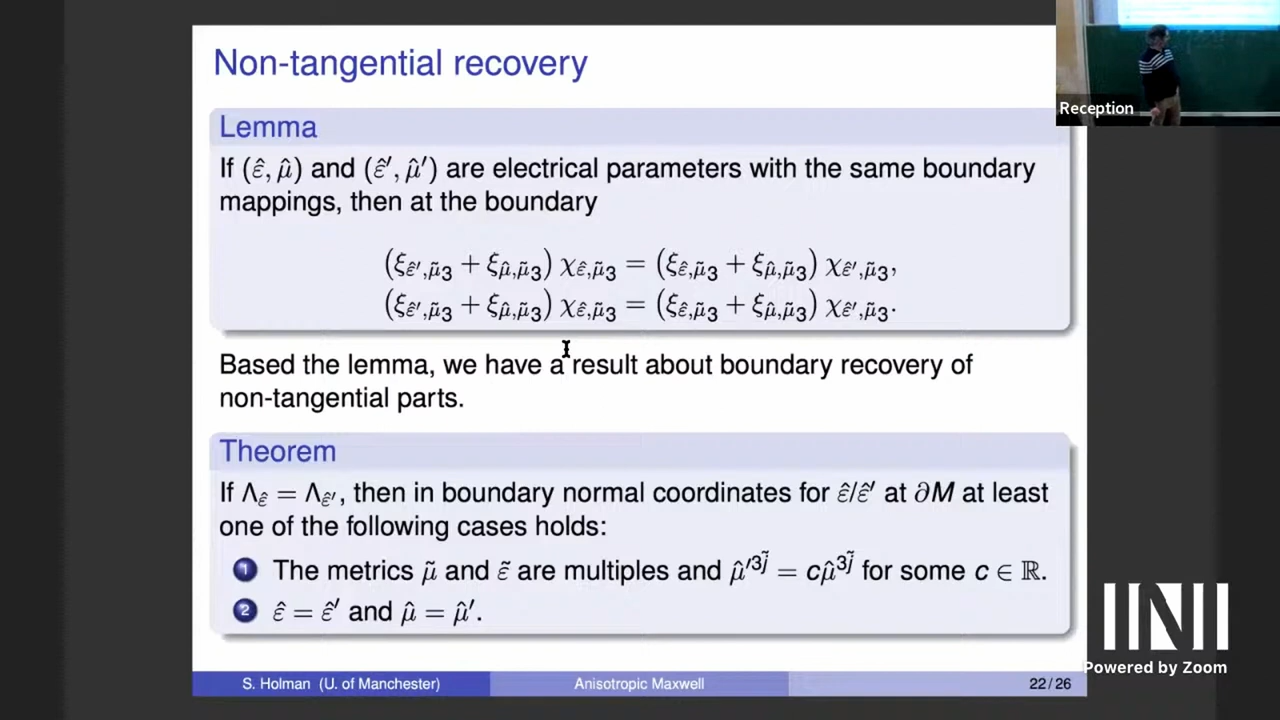 Non-tangential recovery
Lemma
If (ε̂, μ̂) and (ε̂′, μ̂′) are electrical parameters with the same boundary
mappings, then at the boundary
(ξ_{ε̂′,μ̃3} + ξ_{μ̂,μ̃3}) χ_{ε̂,μ̃3} = (ξ_{ε̂,μ̃3} + ξ_{μ̂,μ̃3}) χ_{ε̂′,μ̃3},
(ξ_{ε̂′,μ̃3} + ξ_{μ̂,μ̃3}) χ_{ε̂,μ̃3} = (ξ_{ε̂,μ̃3} + ξ_{μ̂,μ̃3}) χ_{ε̂′,μ̃3}.
Based the lemma, we have a result about boundary recovery of
non-tangential parts.
Theorem
If Λ_ε̂ = Λ_ε̂′, then in boundary normal coordinates for ε̂/ε̂′ at ∂M at least
one of the following cases holds:
1 The metrics μ̃ and ε̃ are multiples and μ̂′^{3j̃} = cμ̂^{3j̃} for some c ∈ ℝ.
2 ε̂ = ε̂′ and μ̂ = μ̂′.
S. Holman (U. of Manchester) Anisotropic Maxwell 22/26
Reception
INI
Powered by Zoom